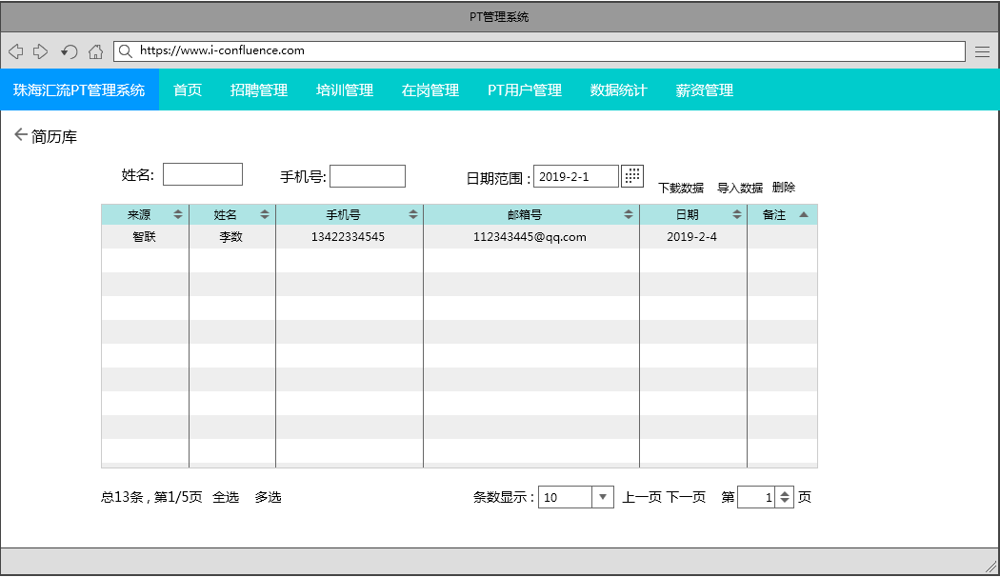 PT管理系统
https://www.i-confluence.com
珠海汇流PT管理系统 首页 招聘管理 培训管理 在岗管理 PT用户管理 数据统计 薪资管理
简历库
姓名: 手机号: 日期范围 : 2019-2-1 下载数据 导入数据 删除
来源 姓名 手机号 邮箱号 日期 备注
智联 李数 13422334545 112343445@qq.com 2019-2-4
总13条 , 第1/5页 全选 多选 条数显示 : 10 上一页 下一页 第 1 页